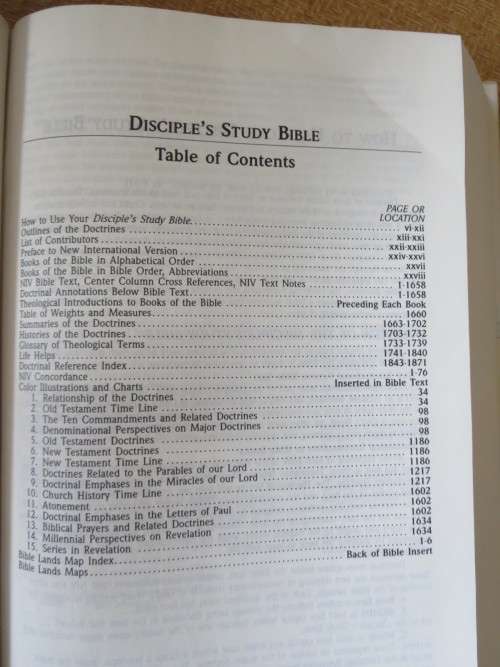 DISCIPLE'S STUDY BIBLE
Table of Contents
PAGE OR
LOCATION
How to Use Your Disciple's Study Bible. . . . vi-xii
Outlines of the Doctrines . . . . xiii-xxi
List of Contributors . . . . xxii-xxiii
Preface to New International Version . . . . xxiv-xxvi
Books of the Bible in Alphabetical Order . . . . xxvii
Books of the Bible in Bible Order, Abbreviations . . . . xxviii
NIV Bible Text, Center Column Cross References, NIV Text Notes . . . . 1-1658
Doctrinal Annotations Below Bible Text . . . . 1-1658
Theological Introductions to Books of the Bible . . . . Preceding Each Book
Table of Weights and Measures . . . . 1660
Summaries of the Doctrines . . . . 1663-1702
Histories of the Doctrines . . . . 1703-1732
Glossary of Theological Terms . . . . 1733-1739
Life Helps . . . . 1741-1840
Doctrinal Reference Index . . . . 1843-1871
NIV Concordance . . . . 1-76
Color Illustrations and Charts . . . . Inserted in Bible Text
1. Relationship of the Doctrines . . . . 34
2. Old Testament Time Line . . . . 34
3. The Ten Commandments and Related Doctrines . . . . 98
4. Denominational Perspectives on Major Doctrines . . . . 98
5. Old Testament Doctrines . . . . 98
6. New Testament Doctrines . . . . 1186
7. New Testament Time Line . . . . 1186
8. Doctrines Related to the Parables of our Lord . . . . 1186
9. Doctrinal Emphases in the Miracles of our Lord . . . . 1217
10. Church History Time Line . . . . 1217
11. Atonement . . . . 1602
12. Doctrinal Emphases in the Letters of Paul . . . . 1602
13. Biblical Prayers and Related Doctrines . . . . 1602
14. Millennial Perspectives on Revelation . . . . 1634
15. Series in Revelation . . . . 1634
Bible Lands Map Index . . . . 1-6
Bible Lands Maps . . . . Back of Bible Insert